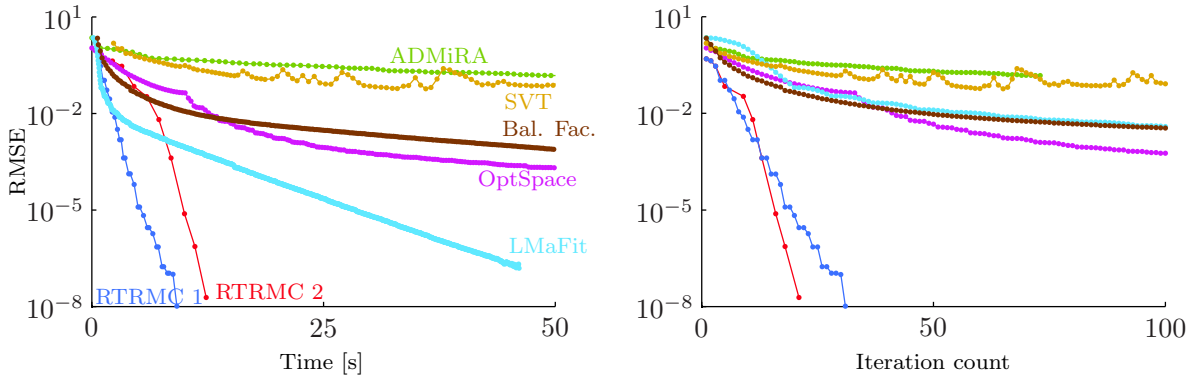 10^1
10^-2
10^-5
10^-8
RMSE
0
25
50
Time [s]
ADMiRA
SVT
Bal. Fac.
OptSpace
LMaFit
RTRMC 1
RTRMC 2
10^1
10^-2
10^-5
10^-8
0
50
100
Iteration count